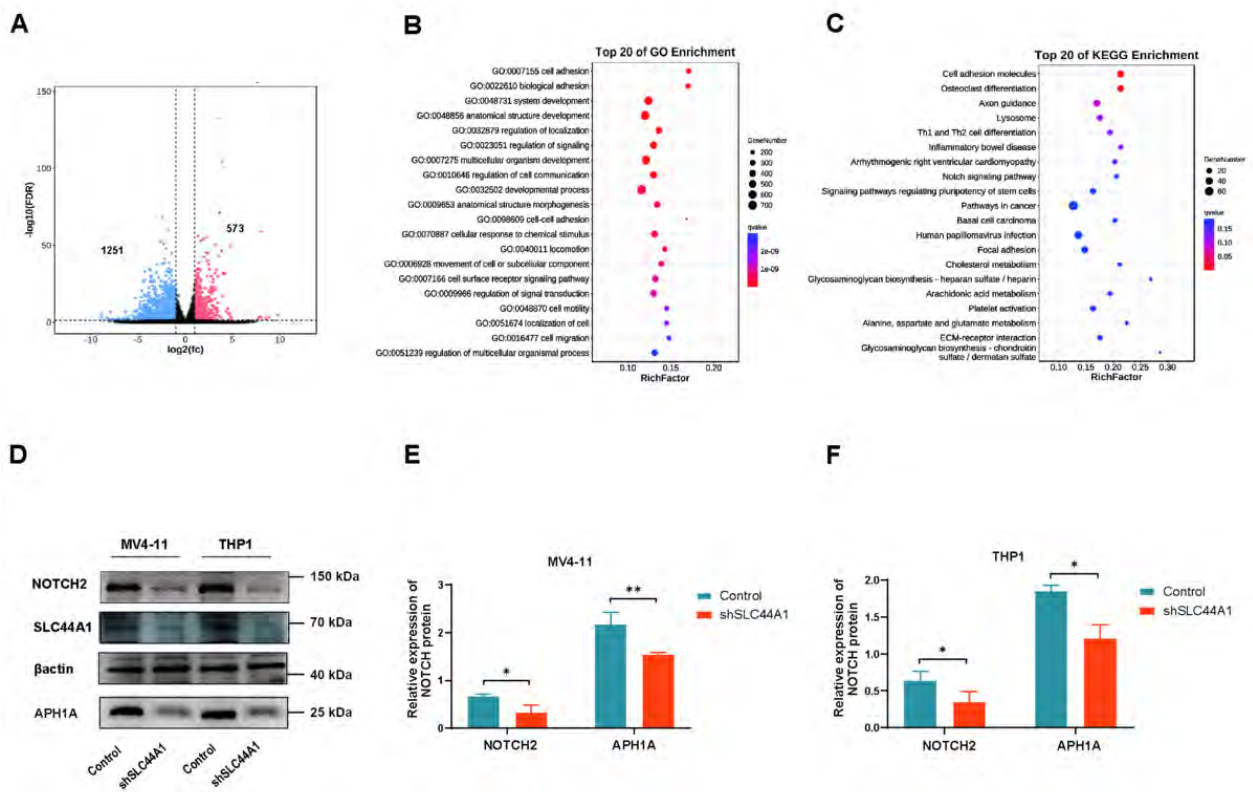 A
B
C
Top 20 of GO Enrichment
GO:0007155 cell adhesion
GO:0022610 biological adhesion
GO:0048731 system development
GO:0048856 anatomical structure development
GO:0032879 regulation of localization
GO:0023051 regulation of signaling
GO:0007275 multicellular organism development
GO:0010646 regulation of cell communication
GO:0032502 developmental process
GO:0009653 anatomical structure morphogenesis
GO:0098609 cell-cell adhesion
GO:0070887 cellular response to chemical stimulus
GO:0040011 locomotion
GO:0006928 movement of cell or subcellular component
GO:0007166 cell surface receptor signaling pathway
GO:0009966 regulation of signal transduction
GO:0048870 cell motility
GO:0051674 localization of cell
GO:0016477 cell migration
GO:0051239 regulation of multicellular organismal process
0.10 0.15 0.20
RichFactor
GeneNumber
200
300
400
500
600
700
qvalue
2e-09
1e-09
Top 20 of KEGG Enrichment
Cell adhesion molecules
Osteoclast differentiation
Axon guidance
Lysosome
Th1 and Th2 cell differentiation
Inflammatory bowel disease
Arrhythmogenic right ventricular cardiomyopathy
Notch signaling pathway
Signaling pathways regulating pluripotency of stem cells
Pathways in cancer
Basal cell carcinoma
Human papillomavirus infection
Focal adhesion
Cholesterol metabolism
Glycosaminoglycan biosynthesis - heparan sulfate / heparin
Arachidonic acid metabolism
Platelet activation
Alanine, aspartate and glutamate metabolism
ECM-receptor interaction
Glycosaminoglycan biosynthesis - chondroitin
sulfate / dermatan sulfate
0.10 0.15 0.20 0.25 0.30
RichFactor
GeneNumber
20
40
60
qvalue
0.15
0.10
0.05
-log10(FDR)
150
100
50
0
1251
573
-10 -5 0 5 10
log2(fc)
D
E
F
MV4-11 THP1
NOTCH2
SLC44A1
βactin
APH1A
150 kDa
70 kDa
40 kDa
25 kDa
Control
shSLC44A1
Control
shSLC44A1
MV4-11
Relative expression of
NOTCH protein
3
2
1
0
*
**
NOTCH2 APH1A
Control
shSLC44A1
THP1
Relative expression of
NOTCH protein
2.0
1.5
1.0
0.5
0.0
*
*
NOTCH2 APH1A
Control
shSLC44A1